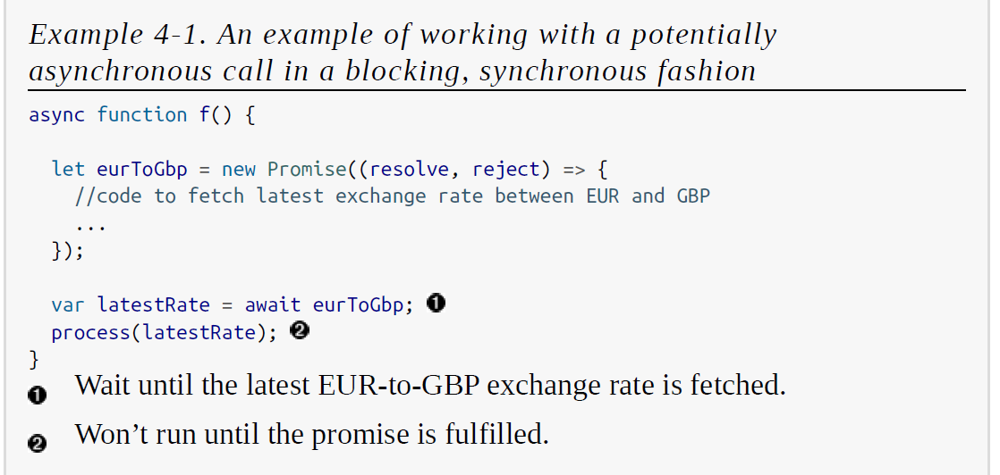 Example 4-1. An example of working with a potentially
asynchronous call in a blocking, synchronous fashion
async function f() {
let eurToGbp = new Promise((resolve, reject) => {
//code to fetch latest exchange rate between EUR and GBP
...
});
var latestRate = await eurToGbp; ❶
process(latestRate); ❷
}
❶ Wait until the latest EUR-to-GBP exchange rate is fetched.
❷ Won’t run until the promise is fulfilled.